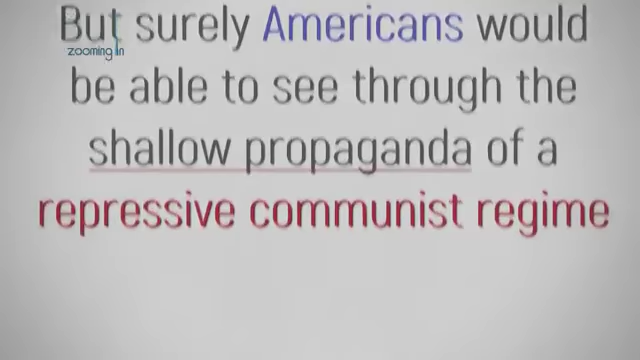 But surely Americans would
zooming in
be able to see through the
shallow propaganda of a
repressive communist regime